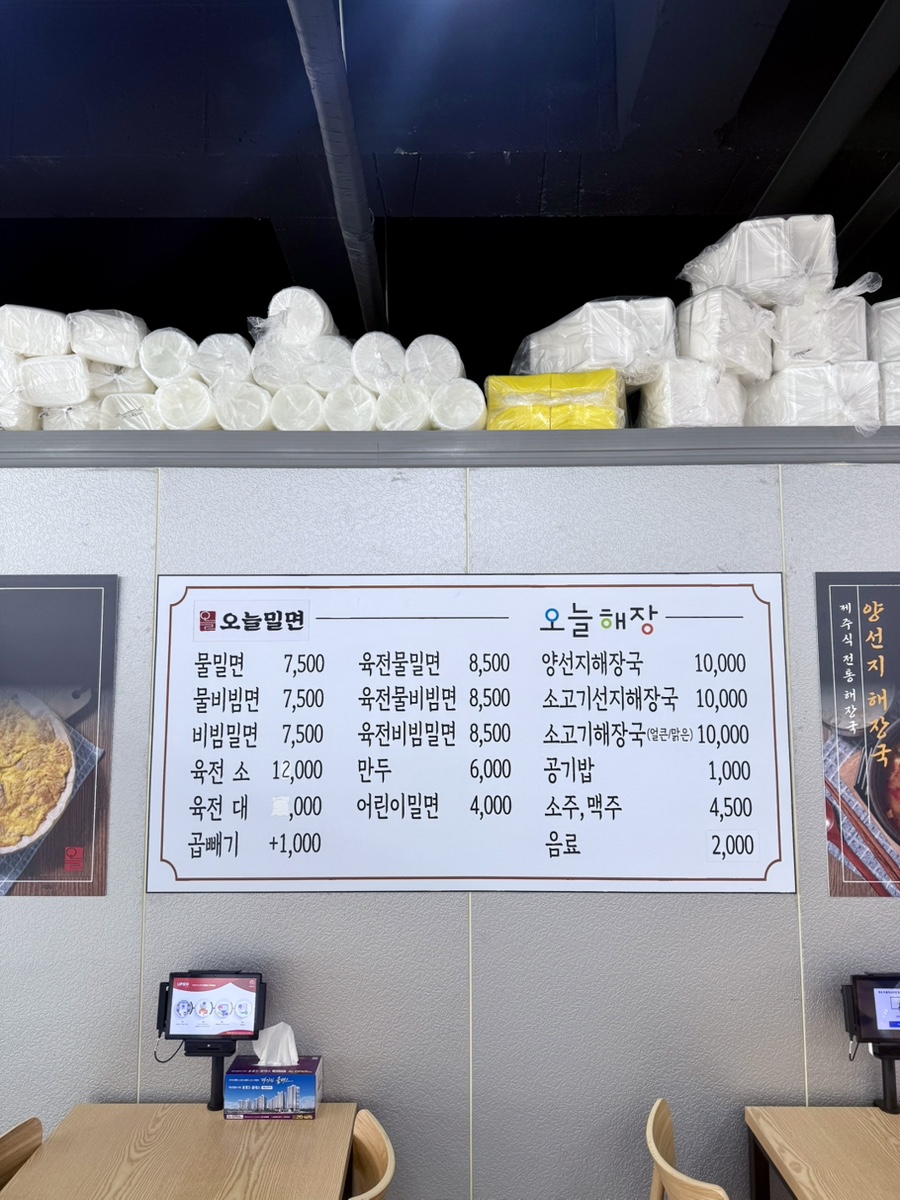 오늘밀면
물밀면 7,500
물비빔면 7,500
비빔밀면 7,500
육전 소 12,000
육전 대 ,000
곱빼기 +1,000
육전물밀면 8,500
육전물비빔면 8,500
육전비빔면 8,500
만두 6,000
어린이밀면 4,000
오늘해장
양선지해장국 10,000
소고기선지해장국 10,000
소고기해장국(얼큰/맑은) 10,000
공기밥 1,000
소주,맥주 4,500
음료 2,000
양선지 해장국
제주식 전통 해장국